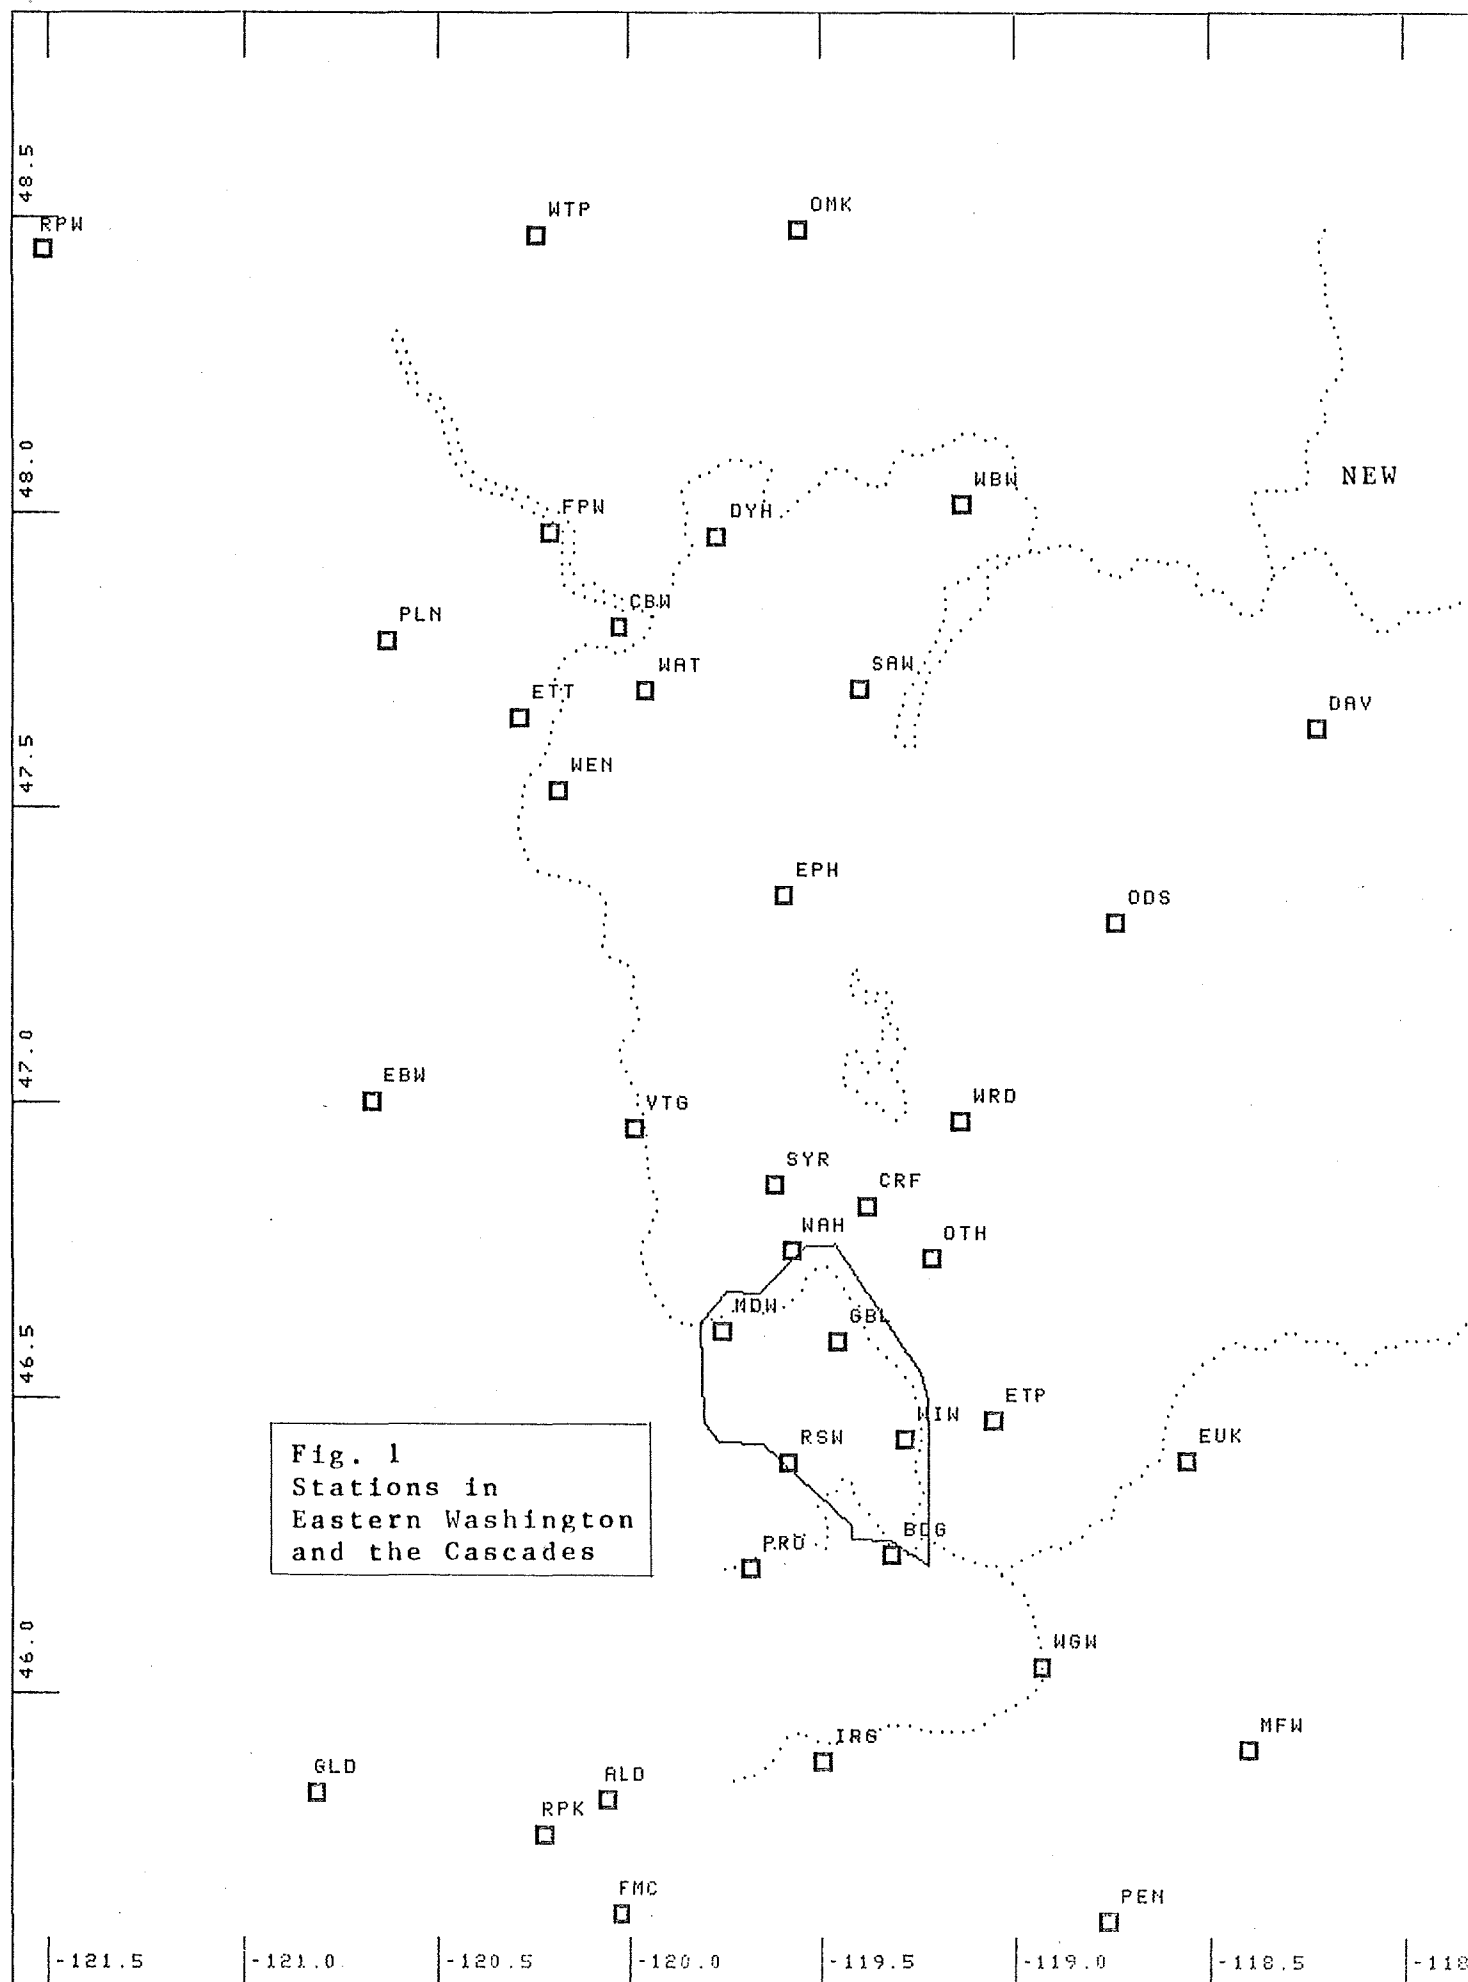 48.5
RPW
WTP
OMK
48.0
NEW
FPW
DYH
WBW
PLN
CBW
WAT
SAW
ETT
DAV
47.5
WEN
EPH
ODS
47.0
EBW
VTG
WRD
SYR
CRF
WAH
OTH
MDW
GBL
46.5
ETP
WIW
RSW
EUK
Fig. 1
Stations in
Eastern Washington
and the Cascades
PRO
BDG
46.0
WGW
IRG
MFW
GLD
ALD
RPK
FMC
PEN
-121.5 -121.0 -120.5 -120.0 -119.5 -119.0 -118.5 -118